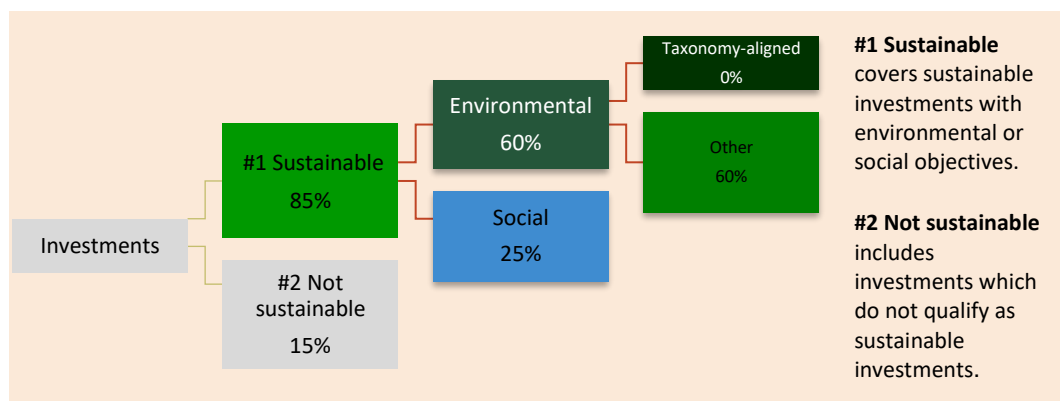 Investments
#1 Sustainable
85%
#2 Not
sustainable
15%
Environmental
60%
Social
25%
Taxonomy-aligned
0%
Other
60%
#1 Sustainable
covers sustainable
investments with
environmental or
social objectives.
#2 Not sustainable
includes
investments which
do not qualify as
sustainable
investments.